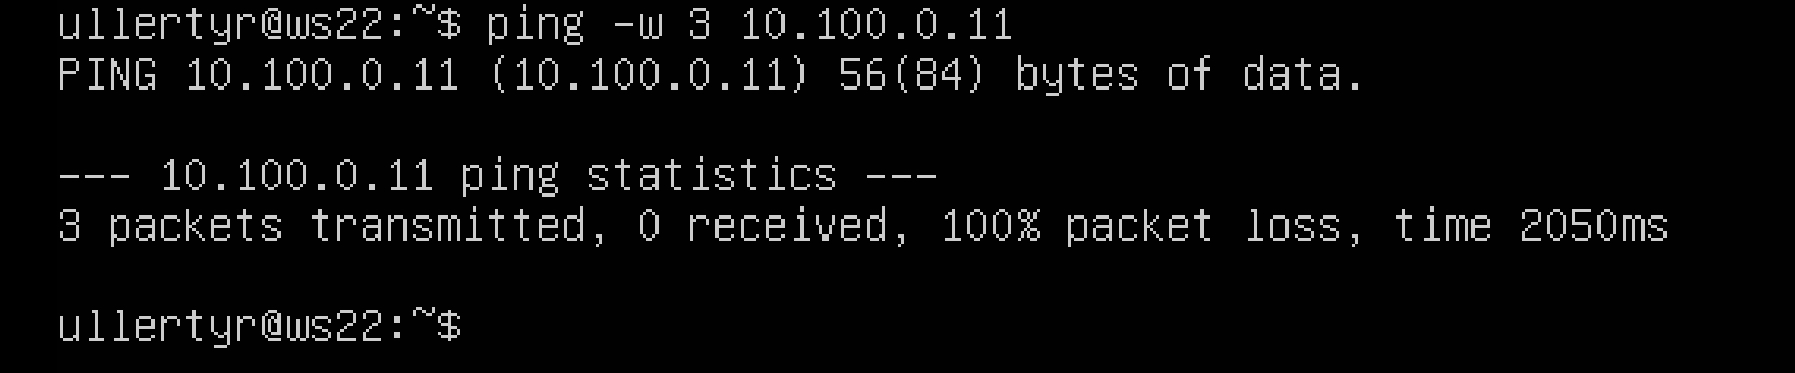 ullertyr@ws22:~$ ping -w 3 10.100.0.11
PING 10.100.0.11 (10.100.0.11) 56(84) bytes of data.
--- 10.100.0.11 ping statistics ---
3 packets transmitted, 0 received, 100% packet loss, time 2050ms
ullertyr@ws22:~$